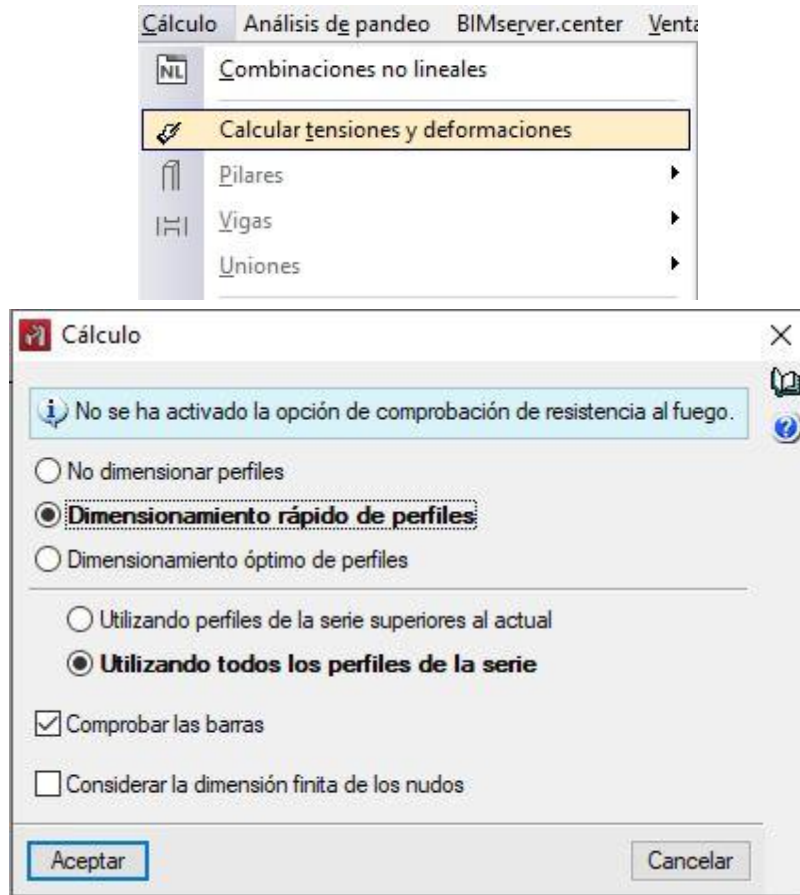 Cálculo Análisis de pandeo BIMserver.center
NL Combinaciones no lineales
Calcular tensiones y deformaciones
Pilares
Vigas
Uniones
Cálculo
No se ha activado la opción de comprobación de resistencia al fuego.
No dimensionar perfiles
Dimensionamiento rápido de perfiles
Dimensionamiento óptimo de perfiles
Utilizando perfiles de la serie superiores al actual
Utilizando todos los perfiles de la serie
Comprobar las barras
Considerar la dimensión finita de los nudos
Aceptar Cancelar